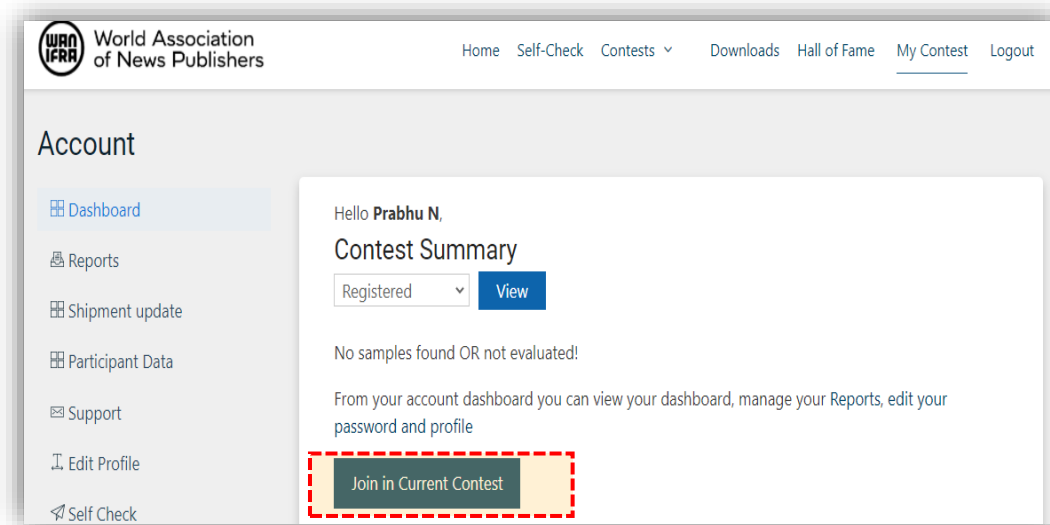 WAN
IFRA
World Association
of News Publishers
Home Self-Check Contests Downloads Hall of Fame My Contest Logout
Account
Dashboard
Reports
Shipment update
Participant Data
Support
Edit Profile
Self Check
Hello Prabhu N,
Contest Summary
Registered View
No samples found OR not evaluated!
From your account dashboard you can view your dashboard, manage your Reports, edit your
password and profile
Join in Current Contest